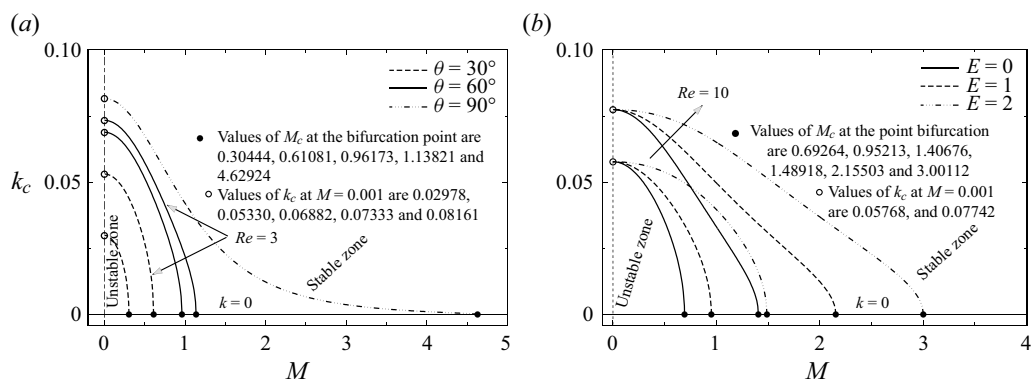 (a)
0.10
0.05
0
k_c
θ = 30°
θ = 60°
θ = 90°
Values of M_c at the bifurcation point are
0.30444, 0.61081, 0.96173, 1.13821 and
4.62924
Values of k_c at M = 0.001 are 0.02978,
0.05330, 0.06882, 0.07333 and 0.08161
Re = 3
Unstable zone
Stable zone
k = 0
0 1 2 3 4 5
M
(b)
0.10
0.05
0
E = 0
E = 1
E = 2
Re = 10
Values of M_c at the point bifurcation
are 0.69264, 0.95213, 1.40676,
1.48918, 2.15503 and 3.00112
Values of k_c at M = 0.001
are 0.05768, and 0.07742
Unstable zone
Stable zone
k = 0
0 1 2 3 4
M